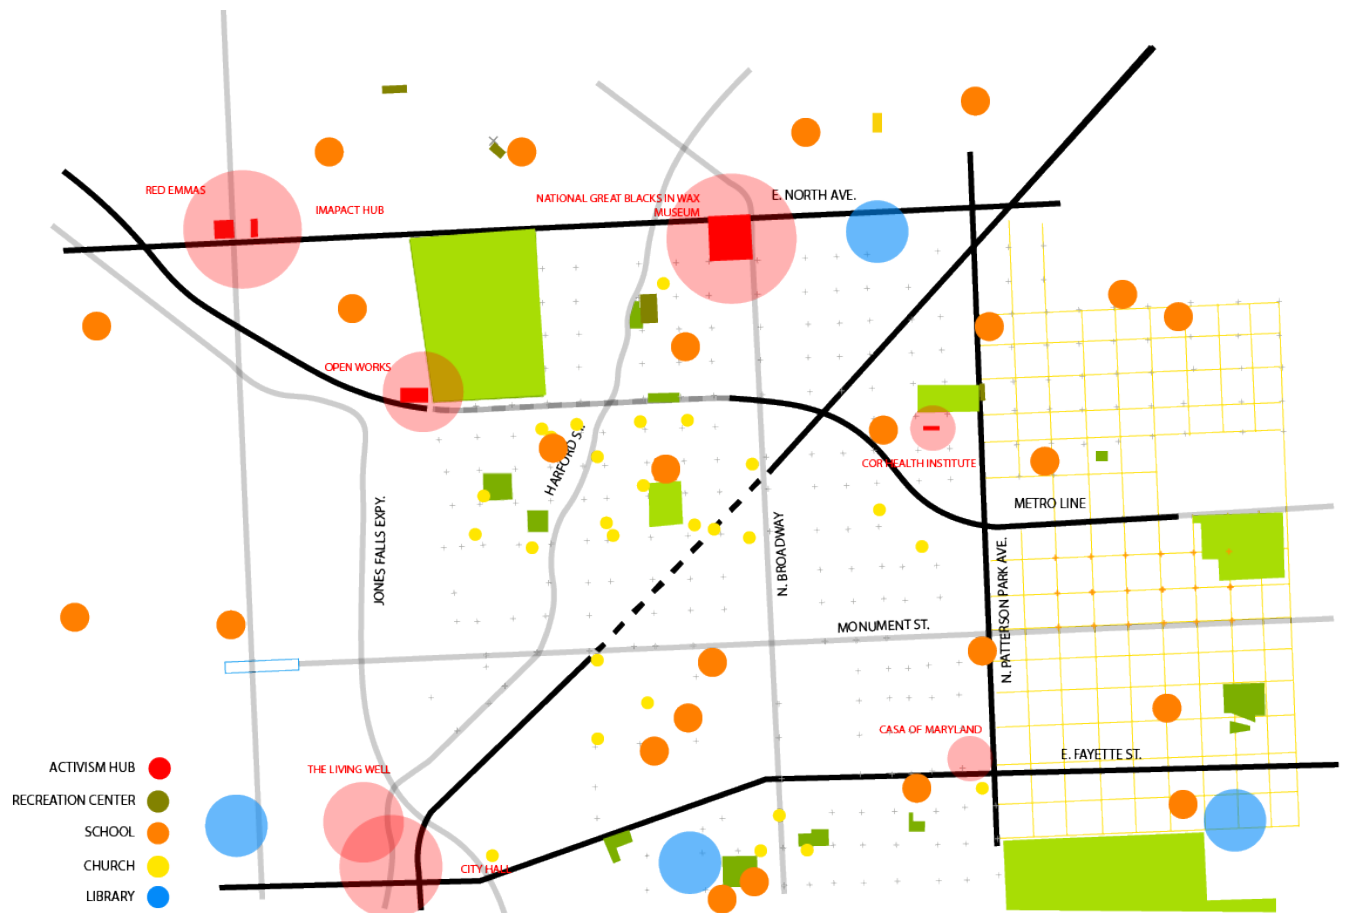 RED EMMAS
IMAPACT HUB
NATIONAL GREAT BLACKS IN WAX
MUSEUM
E. NORTH AVE.
OPEN WORKS
HARFORD S.
COR HEALTH INSTITUTE
METRO LINE
JONES FALLS EXPY.
N. BROADWAY
N. PATTERSON PARK AVE.
MONUMENT ST.
CASA OF MARYLAND
E. FAYETTE ST.
THE LIVING WELL
CITY HALL
ACTIVISM HUB
RECREATION CENTER
SCHOOL
CHURCH
LIBRARY